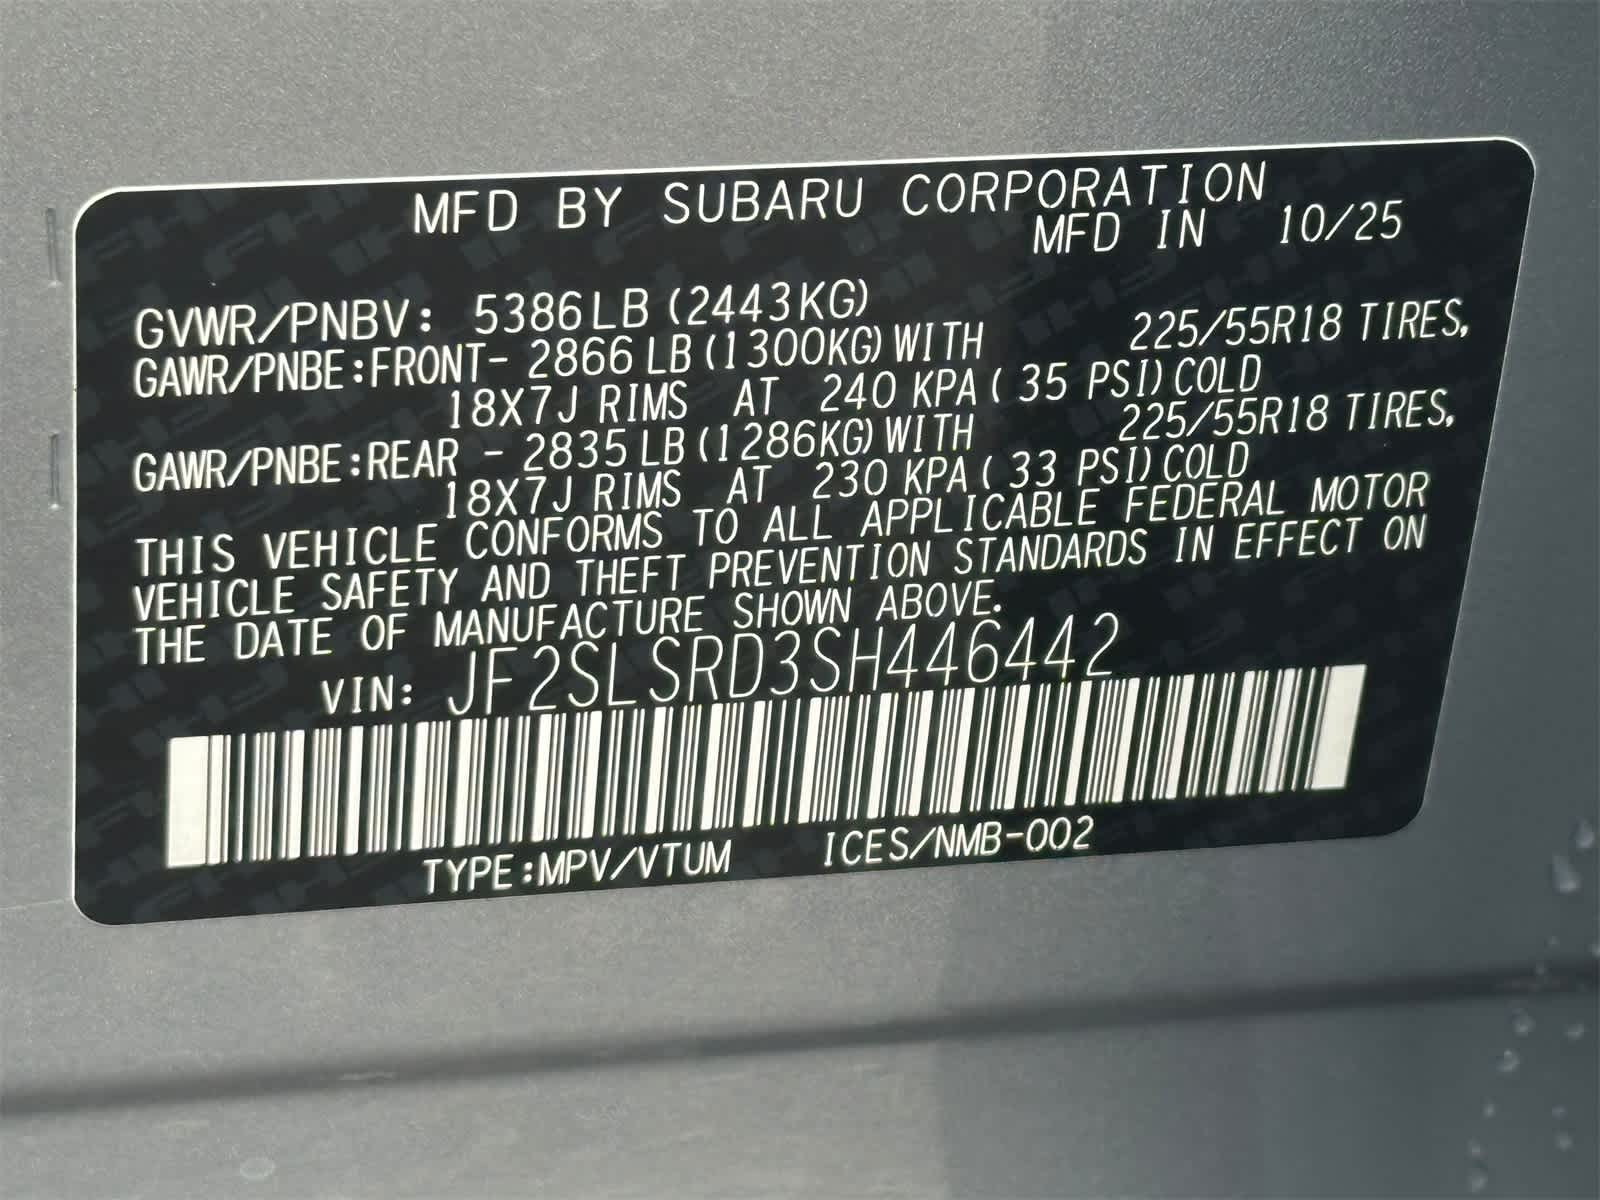 MFD BY SUBARU CORPORATION
MFD IN 10/25
GVWR/PNBV: 5386LB (2443KG)
GAWR/PNBE:FRONT- 2866 LB (1300KG) WITH 225/55R18 TIRES,
18X7J RIMS AT 240 KPA ( 35 PSI) COLD
GAWR/PNBE:REAR - 2835 LB (1286KG) WITH 225/55R18 TIRES,
18X7J RIMS AT 230 KPA ( 33 PSI) COLD
THIS VEHICLE CONFORMS TO ALL APPLICABLE FEDERAL MOTOR
VEHICLE SAFETY AND THEFT PREVENTION STANDARDS IN EFFECT ON
THE DATE OF MANUFACTURE SHOWN ABOVE.
VIN: JF2SLSRD3SH446442
TYPE:MPV/VTUM ICES/NMB-002